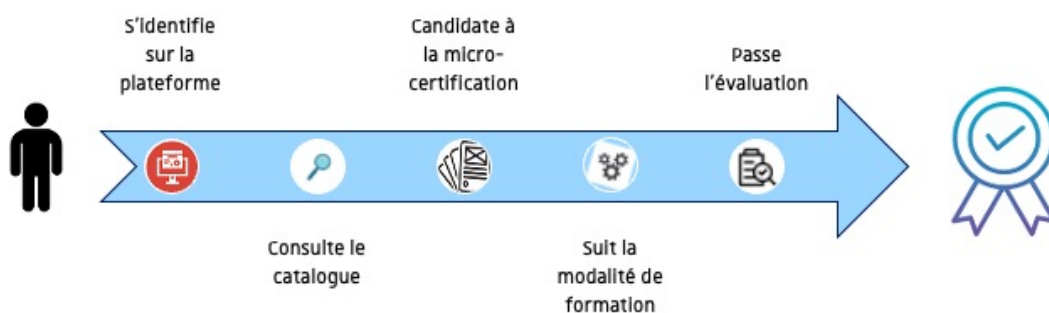 S'identifie
sur la
plateforme
Consulte le
catalogue
Candidate à
la micro-
certification
Suit la
modalité de
formation
Passe
l'évaluation